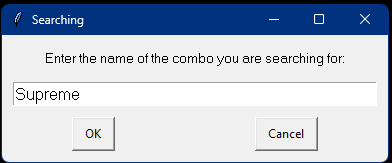 Searching
Enter the name of the combo you are searching for:
Supreme
OK
Cancel